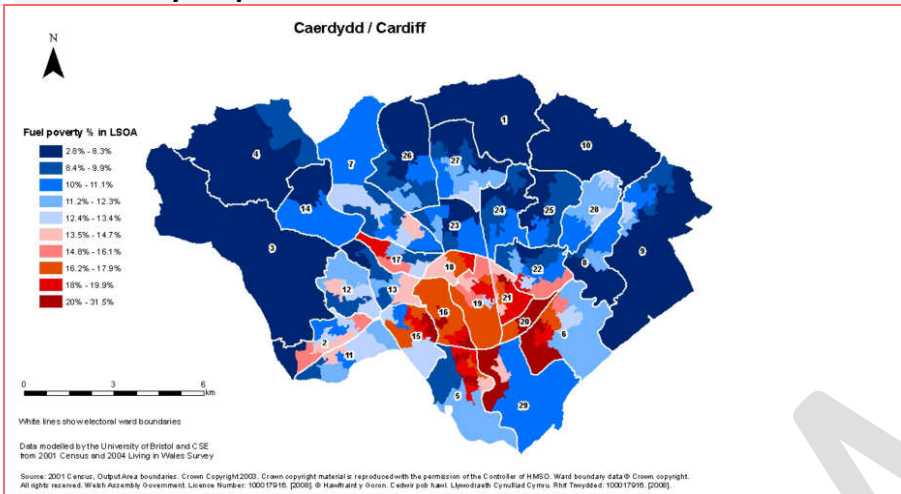 Caerdydd / Cardiff
N
Fuel poverty % in LSOA
2.8% - 8.3%
8.4% - 9.9%
10% - 11.1%
11.2% - 12.3%
12.4% - 13.4%
13.5% - 14.7%
14.8% - 16.1%
16.2% - 17.9%
18% - 19.9%
20% - 31.5%
1
4
7
26
27
10
14
24
25
28
23
3
9
17
18
22
8
12
13
19
21
16
20
2
15
6
11
5
29
0 3 6
km
White lines show electoral ward boundaries
Data modelled by the University of Bristol and CSE
from 2001 Census and 2004 Living in Wales Survey
Source: 2001 Census, Output Area boundaries. Crown Copyright 2003. Crown copyright material is reproduced with the permission of the Controller of HMSO. Ward boundary data © Crown copyright.
All rights reserved. Welsh Assembly Government. Licence Number: 100017916. [2008]. © Hawlfraint y Goron. Cedwir pob hawl. Llywodraeth Cynulliad Cymru. Rhif Trwydded: 100017916. [2008].